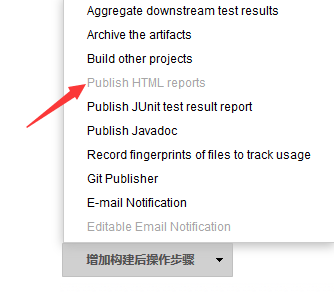 Aggregate downstream test results
Archive the artifacts
Build other projects
Publish HTML reports
Publish JUnit test result report
Publish Javadoc
Record fingerprints of files to track usage
Git Publisher
E-mail Notification
Editable Email Notification
增加构建后操作步骤